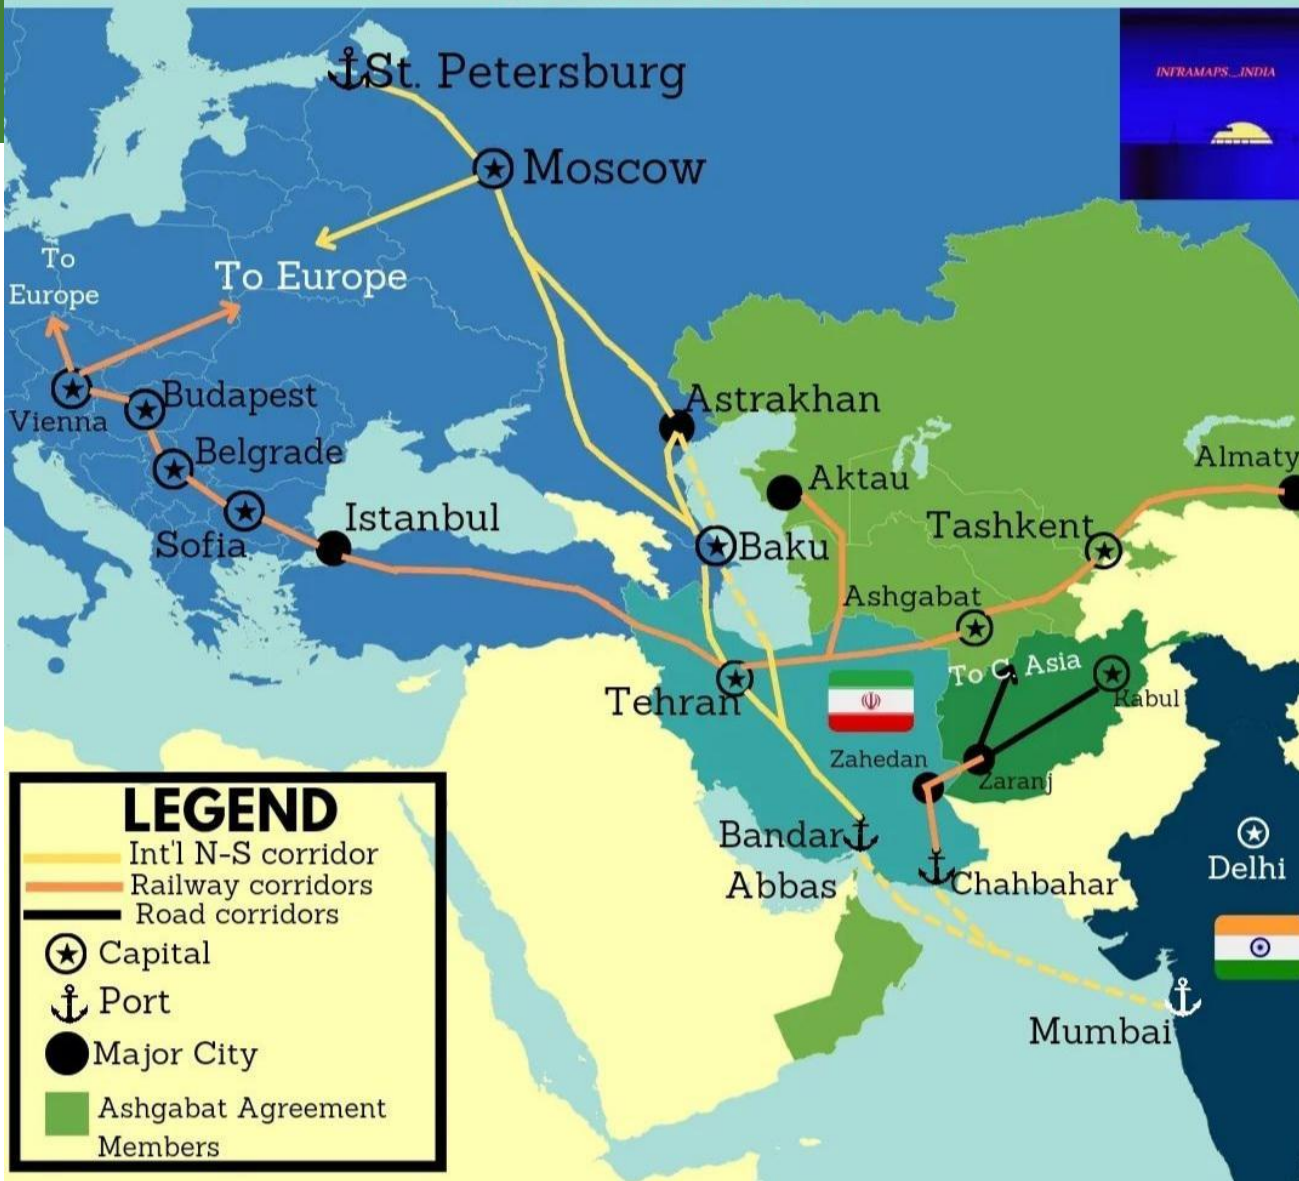 INFRAMAPS_INDIA
St. Petersburg
Moscow
To
Europe
To Europe
Vienna
Budapest
Belgrade
Sofia
Istanbul
Astrakhan
Aktau
Almaty
Baku
Tashkent
Ashgabat
Tehran
To C. Asia
Kabul
Zahedan
Zaranj
Bandar
Abbas
Chahbahar
Delhi
Mumbai
LEGEND
Int'l N-S corridor
Railway corridors
Road corridors
Capital
Port
Major City
Ashgabat Agreement
Members